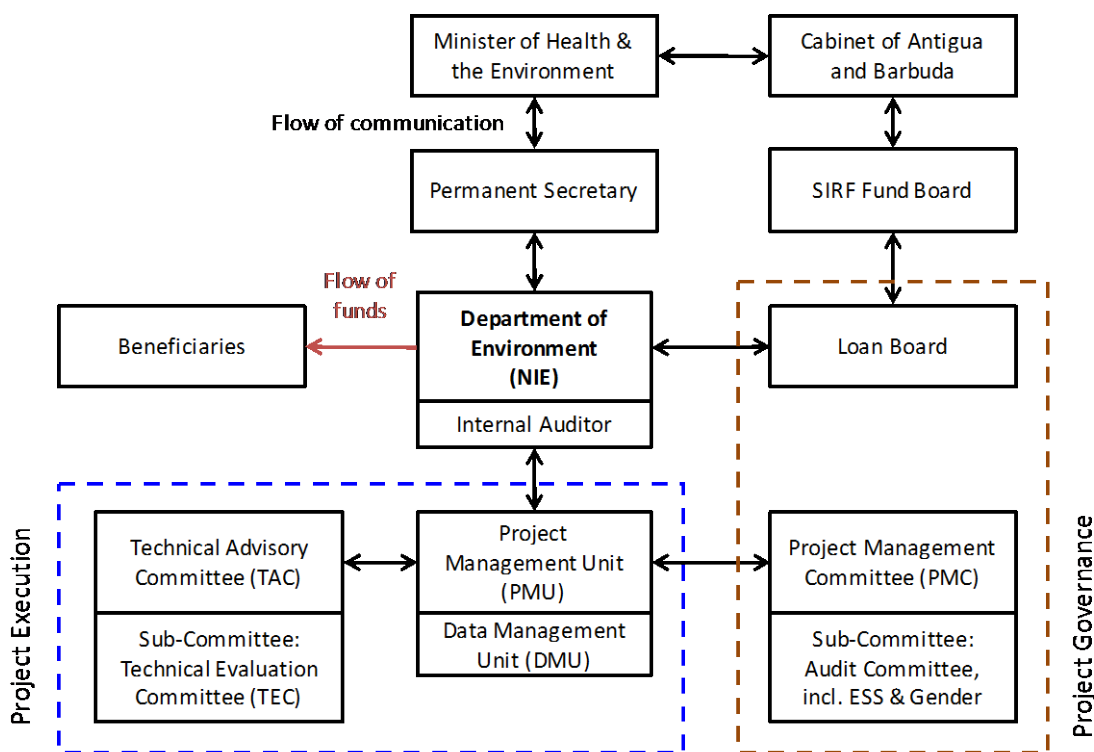 Minister of Health &
the Environment
Cabinet of Antigua
and Barbuda
Flow of communication
Permanent Secretary
SIRF Fund Board
Flow of
funds
Beneficiaries
Department of
Environment
(NIE)
Internal Auditor
Loan Board
Project Execution
Technical Advisory
Committee (TAC)
Sub-Committee:
Technical Evaluation
Committee (TEC)
Project
Management Unit
(PMU)
Data Management
Unit (DMU)
Project Management
Committee (PMC)
Sub-Committee:
Audit Committee,
incl. ESS & Gender
Project Governance